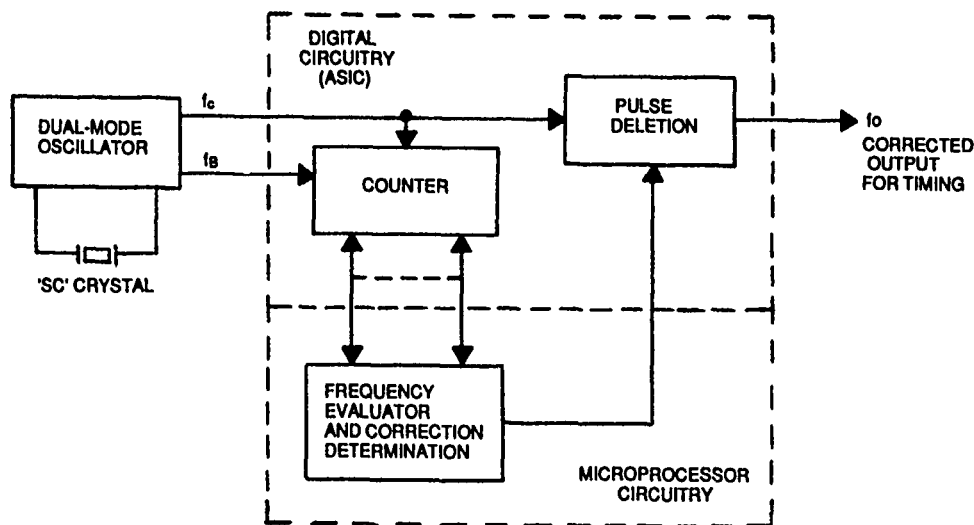 DIGITAL
CIRCUITRY
(ASIC)
DUAL-MODE
OSCILLATOR
fc
fB
COUNTER
PULSE
DELETION
fo
CORRECTED
OUTPUT
FOR TIMING
'SC' CRYSTAL
FREQUENCY
EVALUATOR
AND CORRECTION
DETERMINATION
MICROPROCESSOR
CIRCUITRY